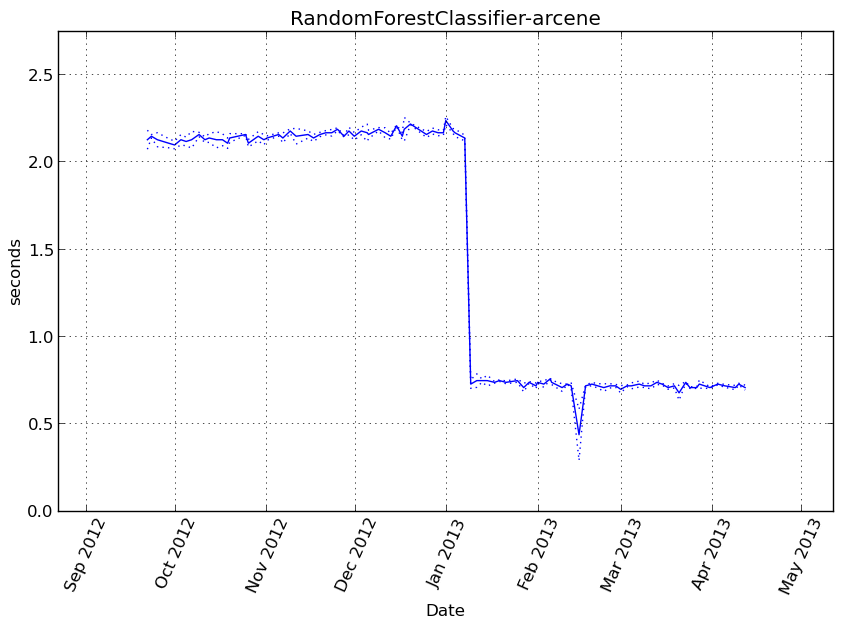 RandomForestClassifier-arcene
2.5
2.0
1.5
1.0
0.5
0.0
seconds
Sep 2012
Oct 2012
Nov 2012
Dec 2012
Jan 2013
Feb 2013
Mar 2013
Apr 2013
May 2013
Date